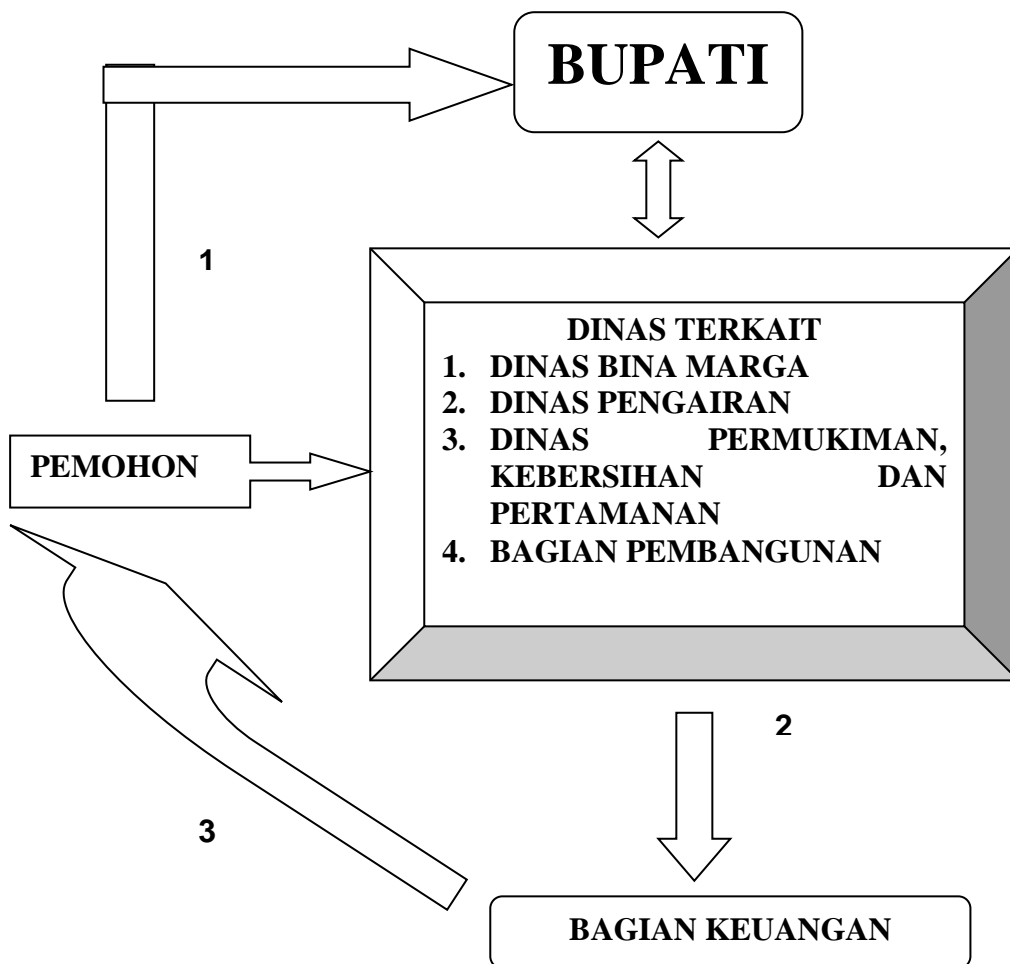 BUPATI
1
DINAS TERKAIT
1. DINAS BINA MARGA
2. DINAS PENGAIRAN
3. DINAS PERMUKIMAN,
KEBERSIHAN DAN
PERTAMANAN
4. BAGIAN PEMBANGUNAN
PEMOHON
2
3
BAGIAN KEUANGAN